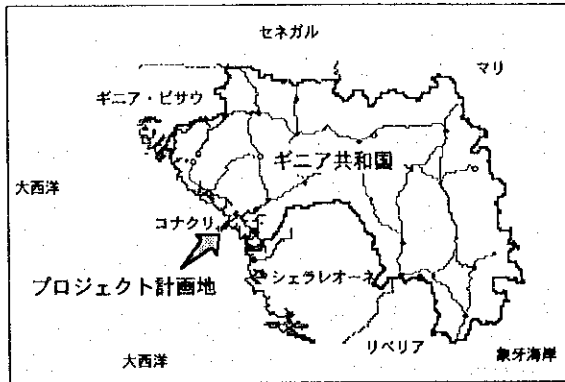 セネガル
マリ
ギニア・ビサウ
ギニア共和国
大西洋
コナクリ
プロジェクト計画地
シェラレオーネ
リベリア
大西洋
象牙海岸